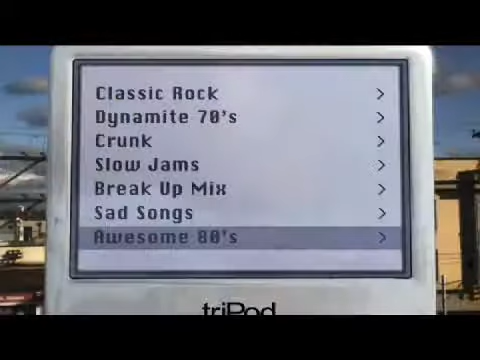 Classic Rock >
Dynamite 70's >
Crunk >
Slow Jams >
Break Up Mix >
Sad Songs >
Awesome 80's >
triPod